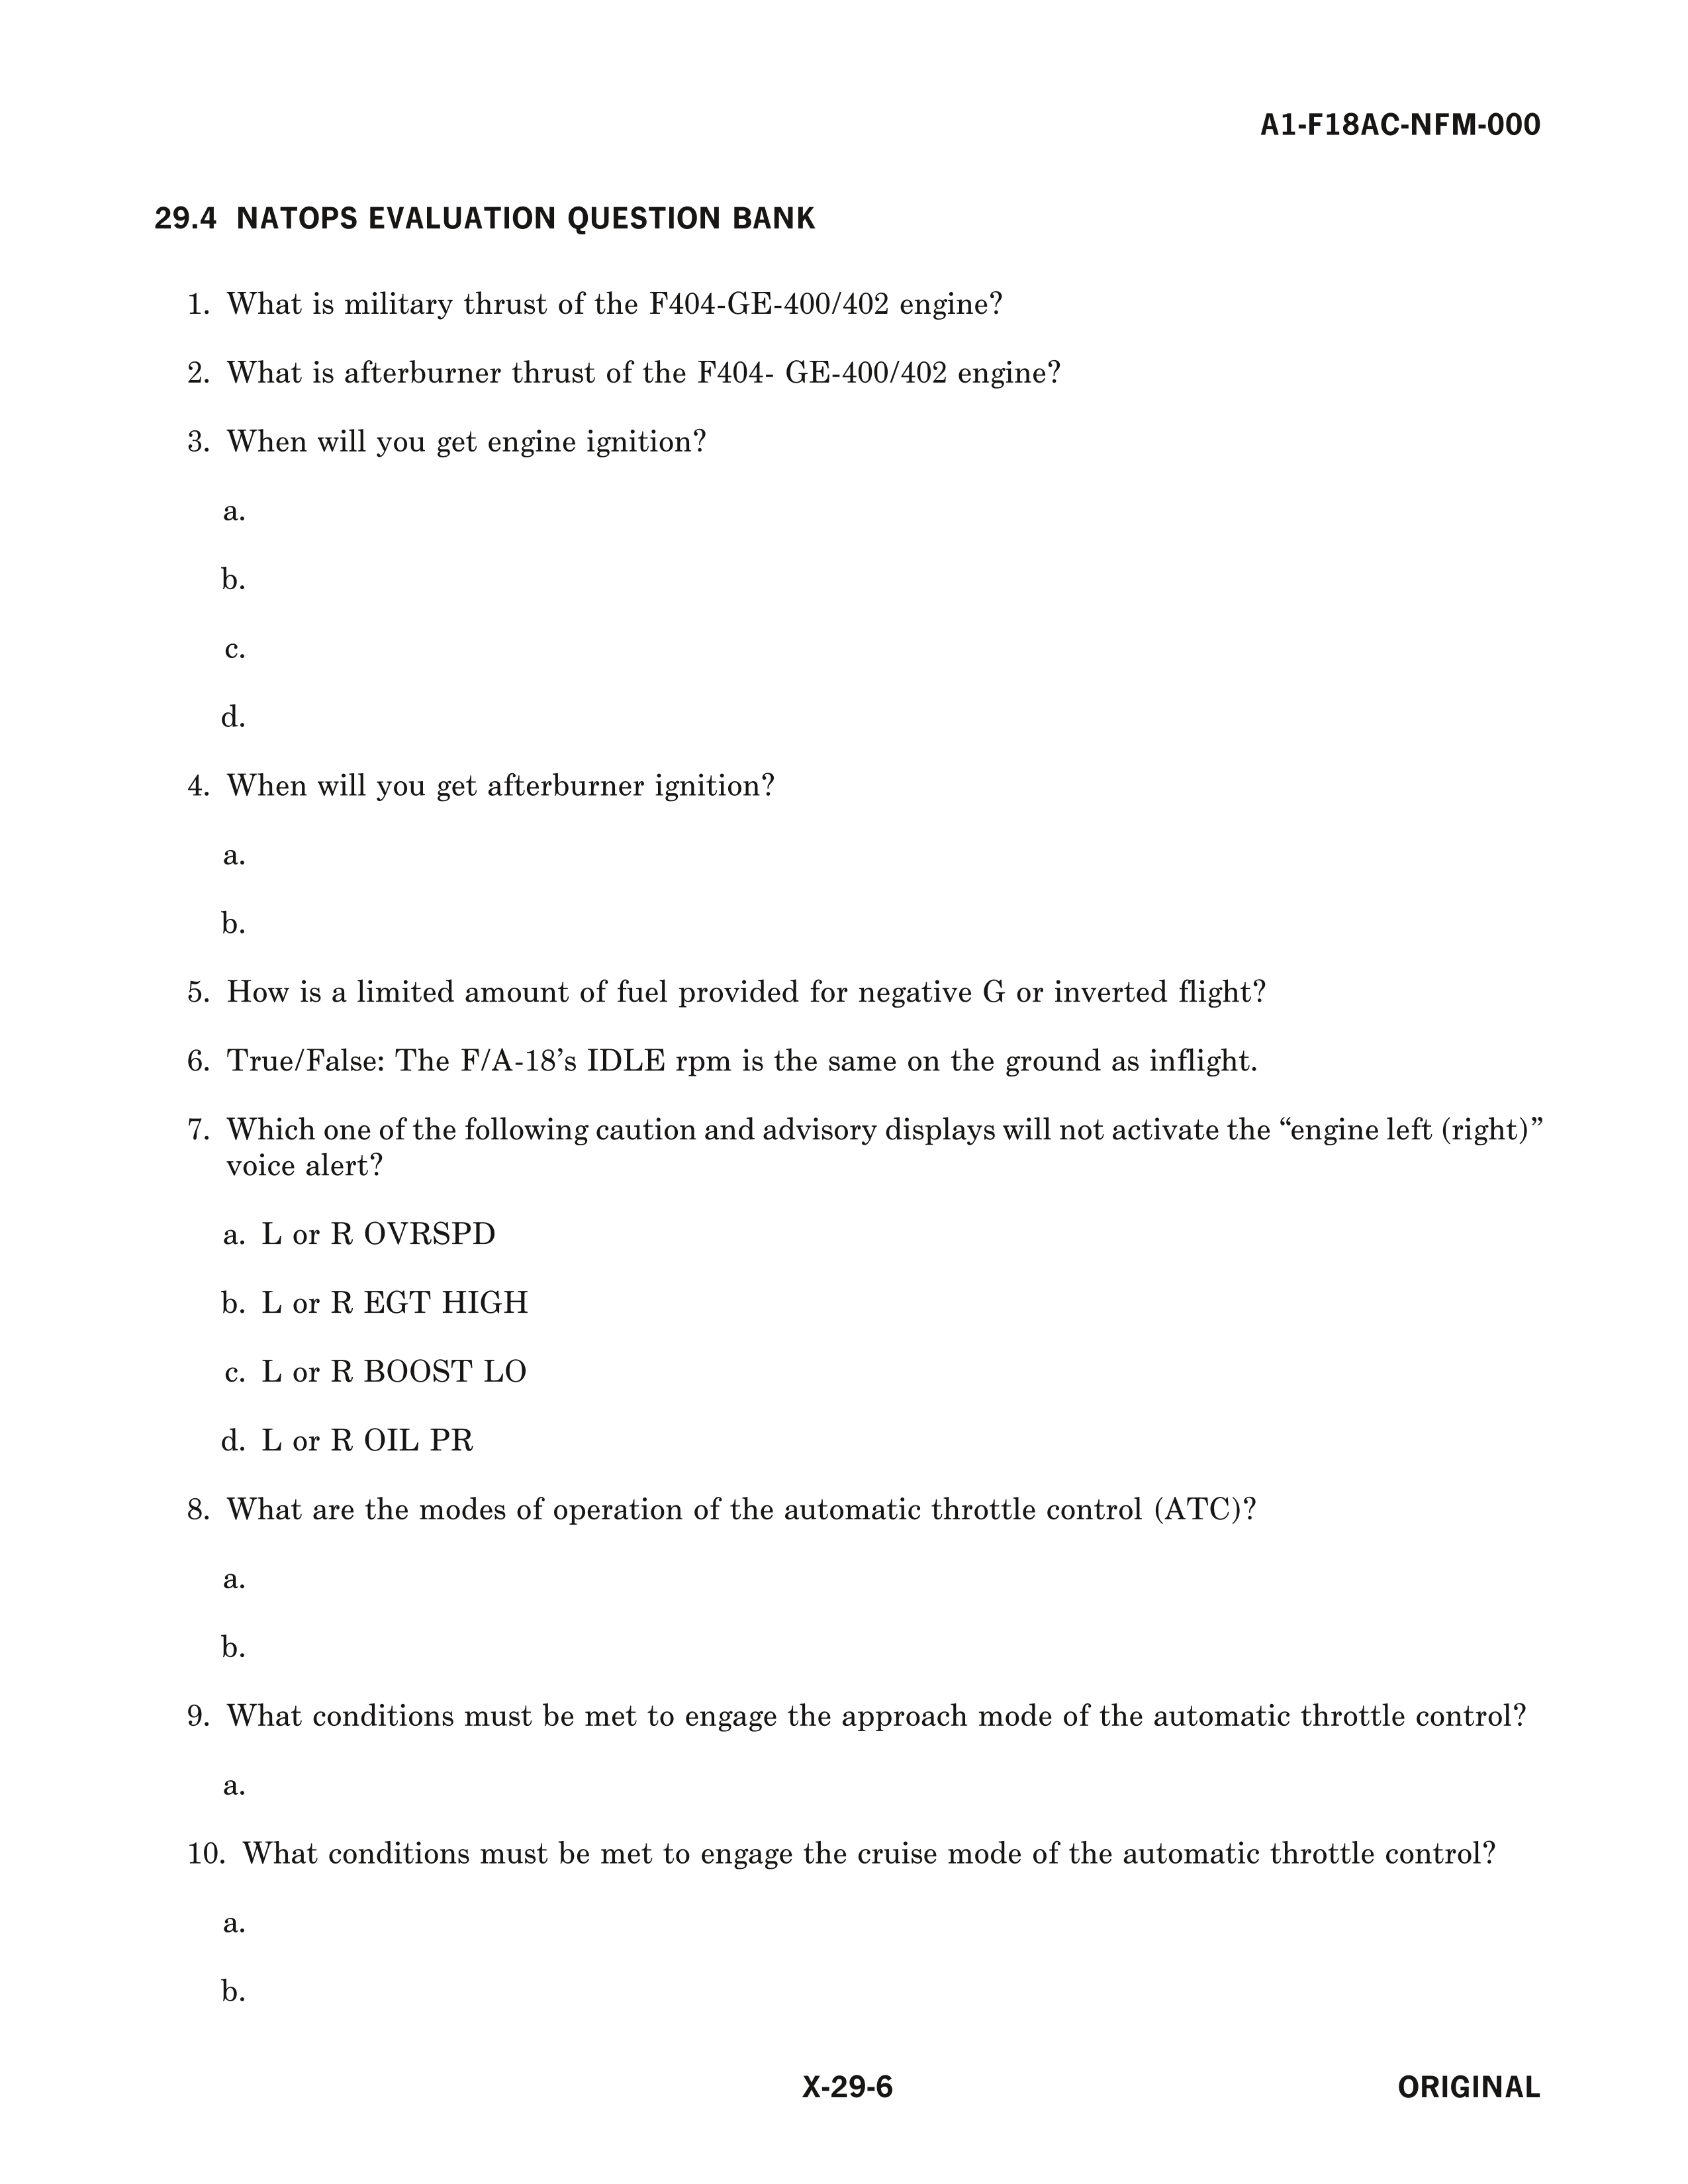 A1-F18AC-NFM-000
29.4 NATOPS EVALUATION QUESTION BANK
1. What is military thrust of the F404-GE-400/402 engine?
2. What is afterburner thrust of the F404- GE-400/402 engine?
3. When will you get engine ignition?
a.
b.
c.
d.
4. When will you get afterburner ignition?
a.
b.
5. How is a limited amount of fuel provided for negative G or inverted flight?
6. True/False: The F/A-18’s IDLE rpm is the same on the ground as inflight.
7. Which one of the following caution and advisory displays will not activate the “engine left (right)”
voice alert?
a. L or R OVRSPD
b. L or R EGT HIGH
c. L or R BOOST LO
d. L or R OIL PR
8. What are the modes of operation of the automatic throttle control (ATC)?
a.
b.
9. What conditions must be met to engage the approach mode of the automatic throttle control?
a.
10. What conditions must be met to engage the cruise mode of the automatic throttle control?
a.
b.
X-29-6
ORIGINAL